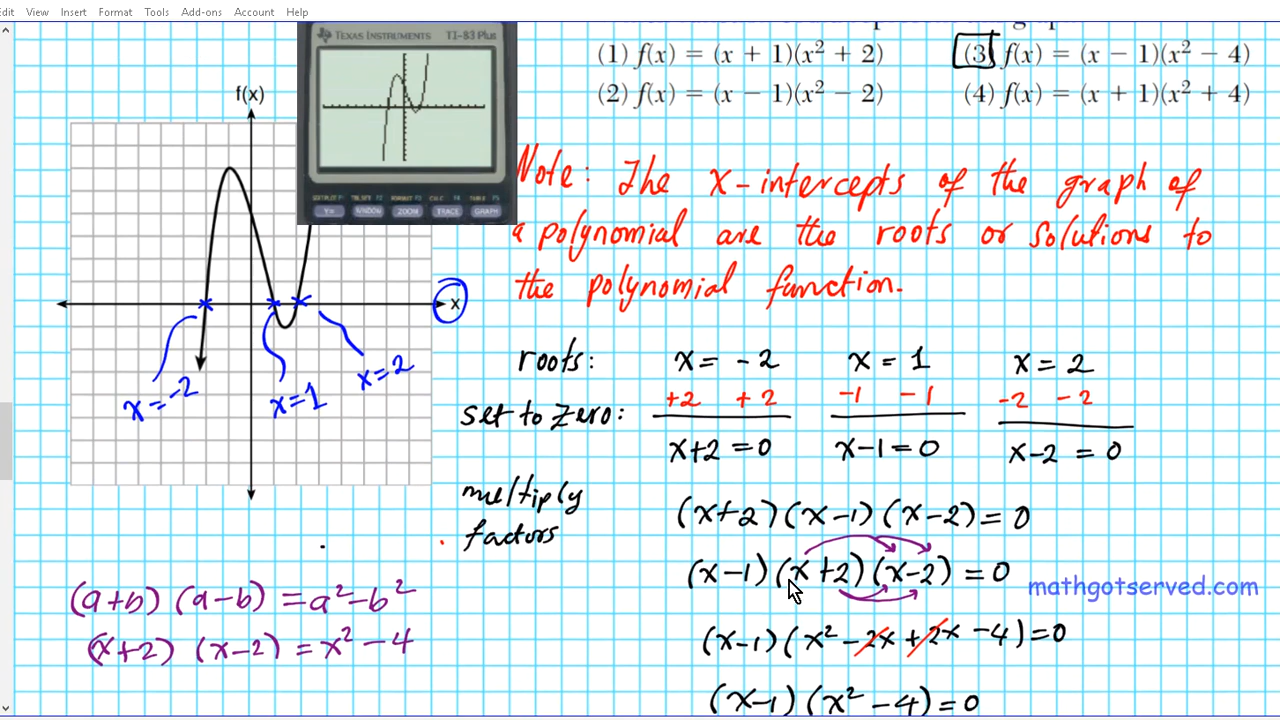 Edit View Insert Format Tools Add-ons Account Help
TEXAS INSTRUMENTS TI-83 Plus
Y= WINDOW ZOOM TRACE GRAPH
(1) f(x) = (x + 1)(x² + 2)
(3) f(x) = (x − 1)(x² − 4)
(2) f(x) = (x − 1)(x² − 2)
(4) f(x) = (x + 1)(x² + 4)
f(x)
x
x = -2
x = 1
x = 2
Note: The x-intercepts of the graph of
a polynomial are the roots or solutions to
the polynomial function.
roots: x = -2 x = 1 x = 2
+2 +2 -1 -1 -2 -2
set to zero:
x+2 = 0 x-1 = 0 x-2 = 0
multiply
factors
(x+2)(x-1)(x-2) = 0
(x-1)(x+2)(x-2) = 0
mathgotserved.com
(x-1)(x² - 2x + 2x - 4) = 0
(x-1)(x² - 4) = 0
(a+b)(a-b) = a² - b²
(x+2)(x-2) = x² - 4